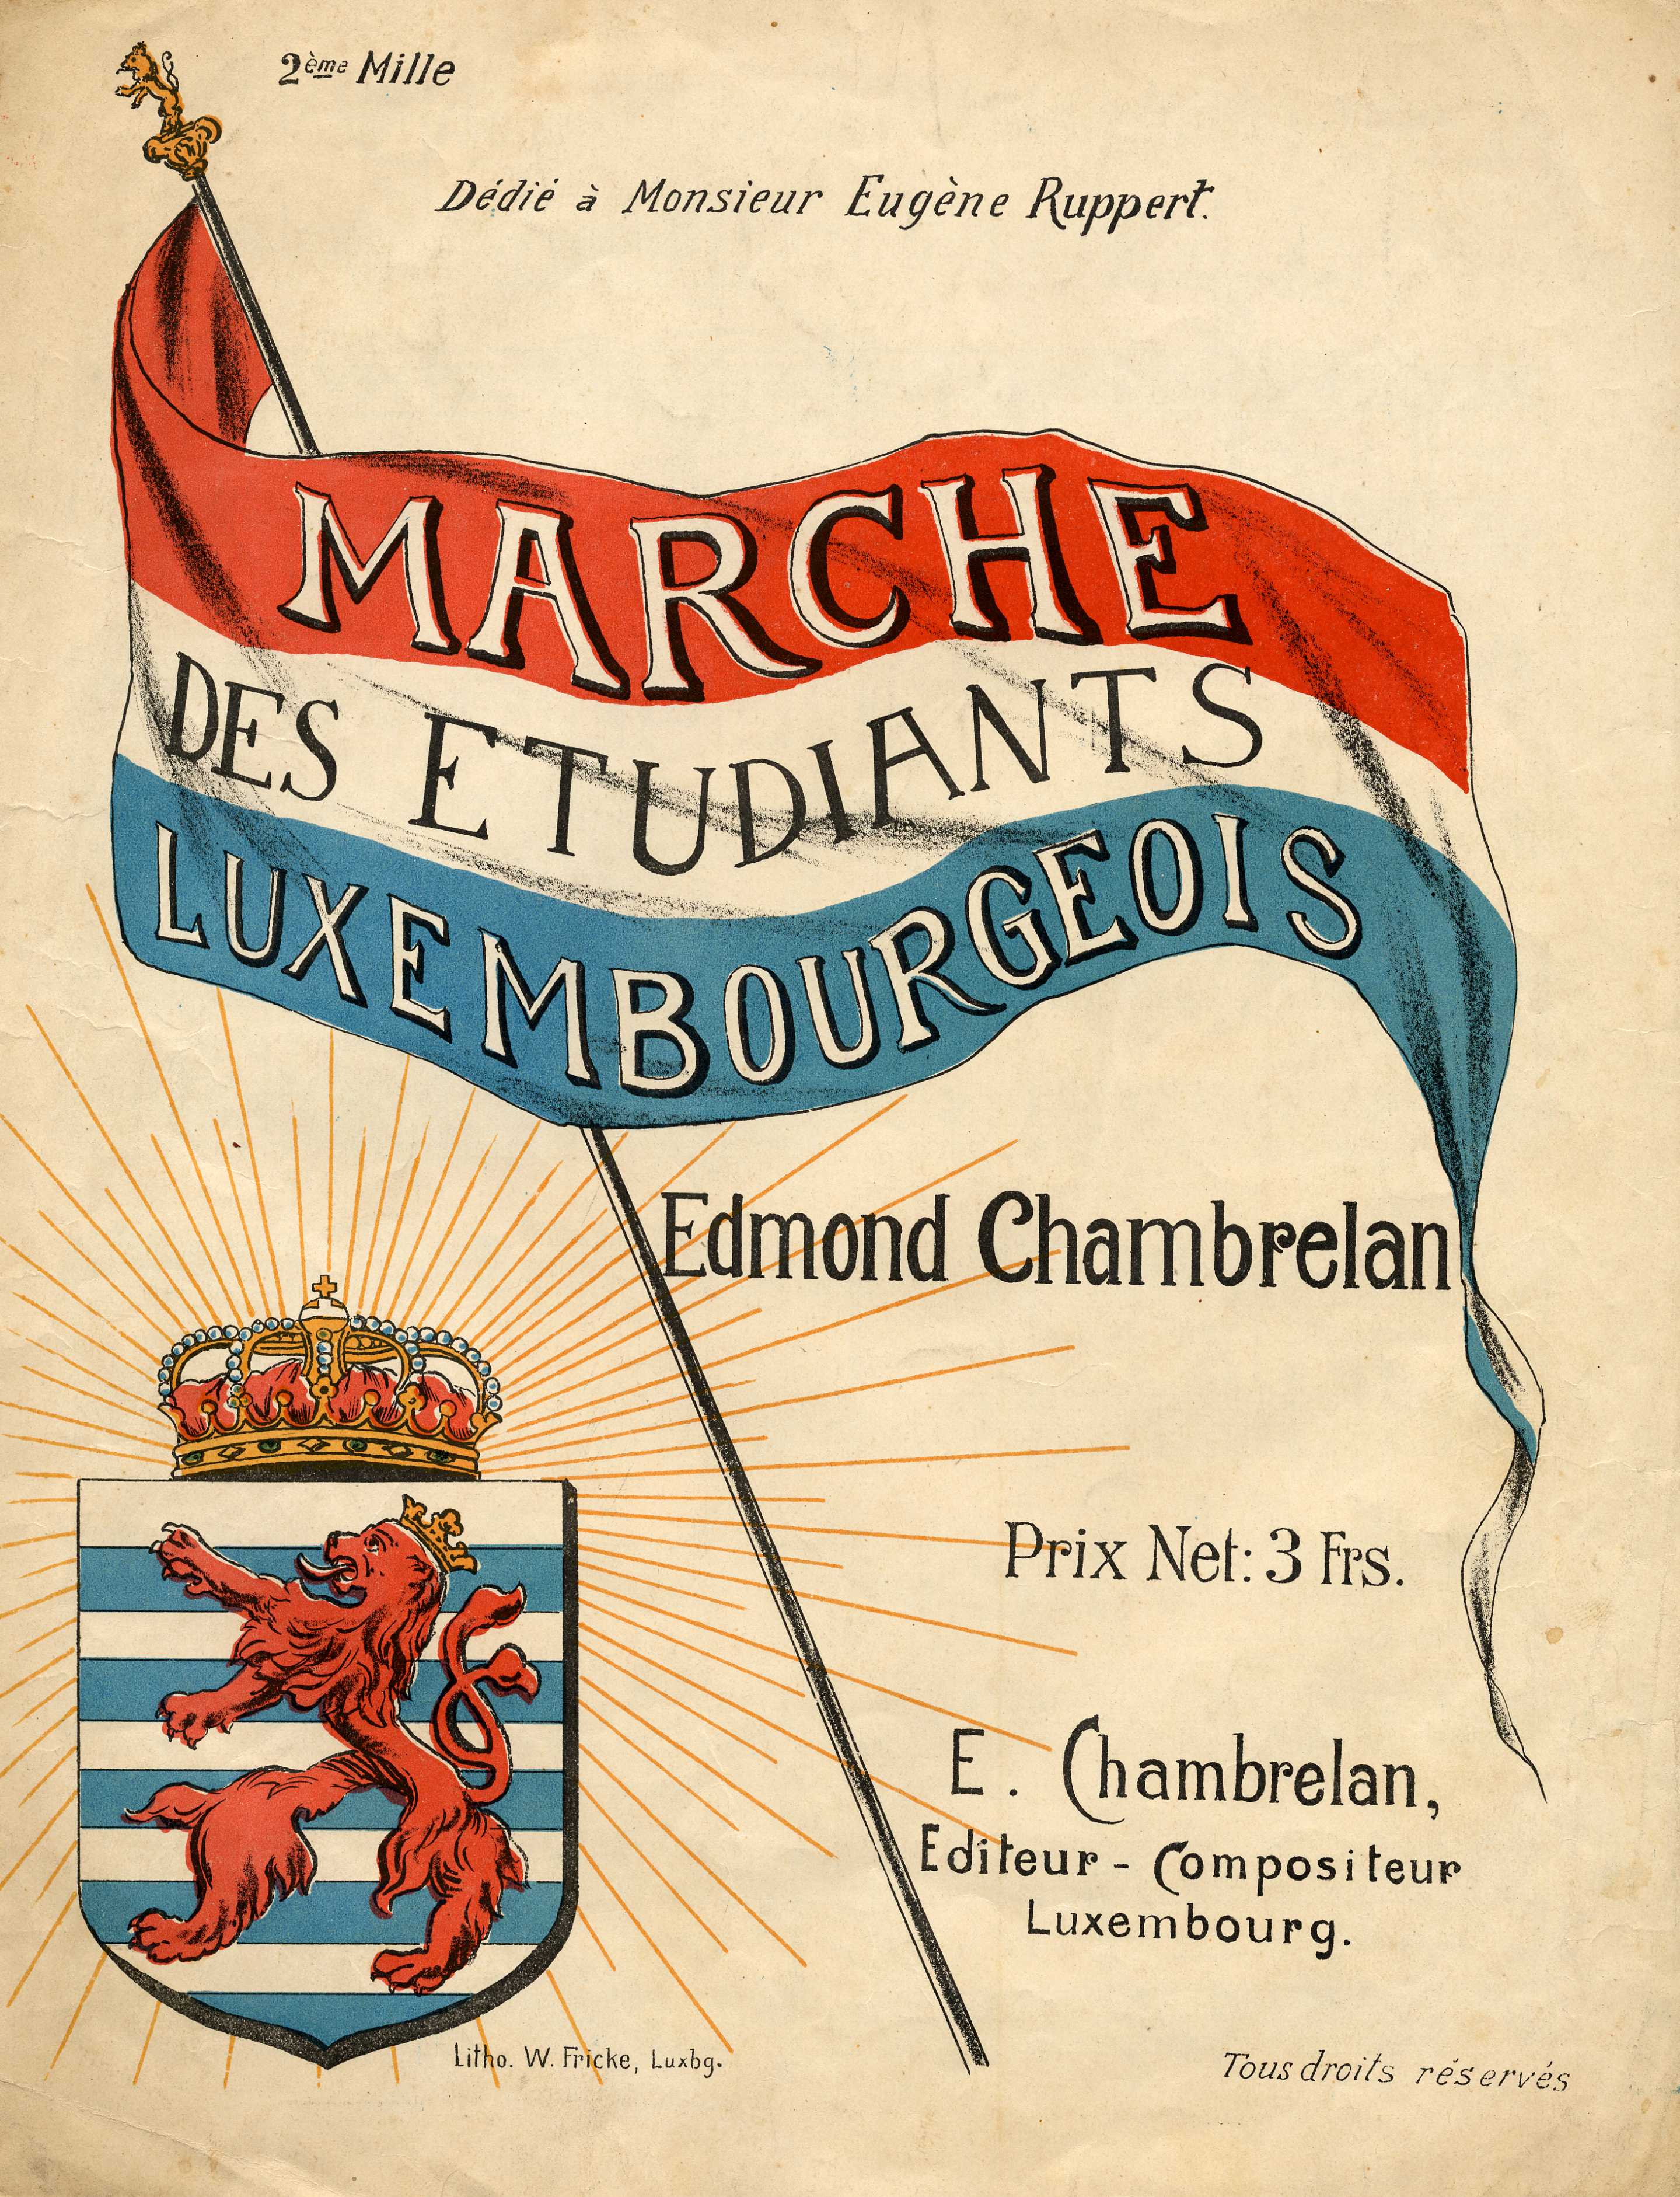 2ème Mille
Dédié à Monsieur Eugène Ruppert.
MARCHE
DES ETUDIANTS
LUXEMBOURGEOIS
Edmond Chambrelan
Prix Net: 3 Frs.
E. Chambrelan,
Editeur - Compositeur
Luxembourg.
Litho. W. Fricke, Luxbg.
Tous droits réservés